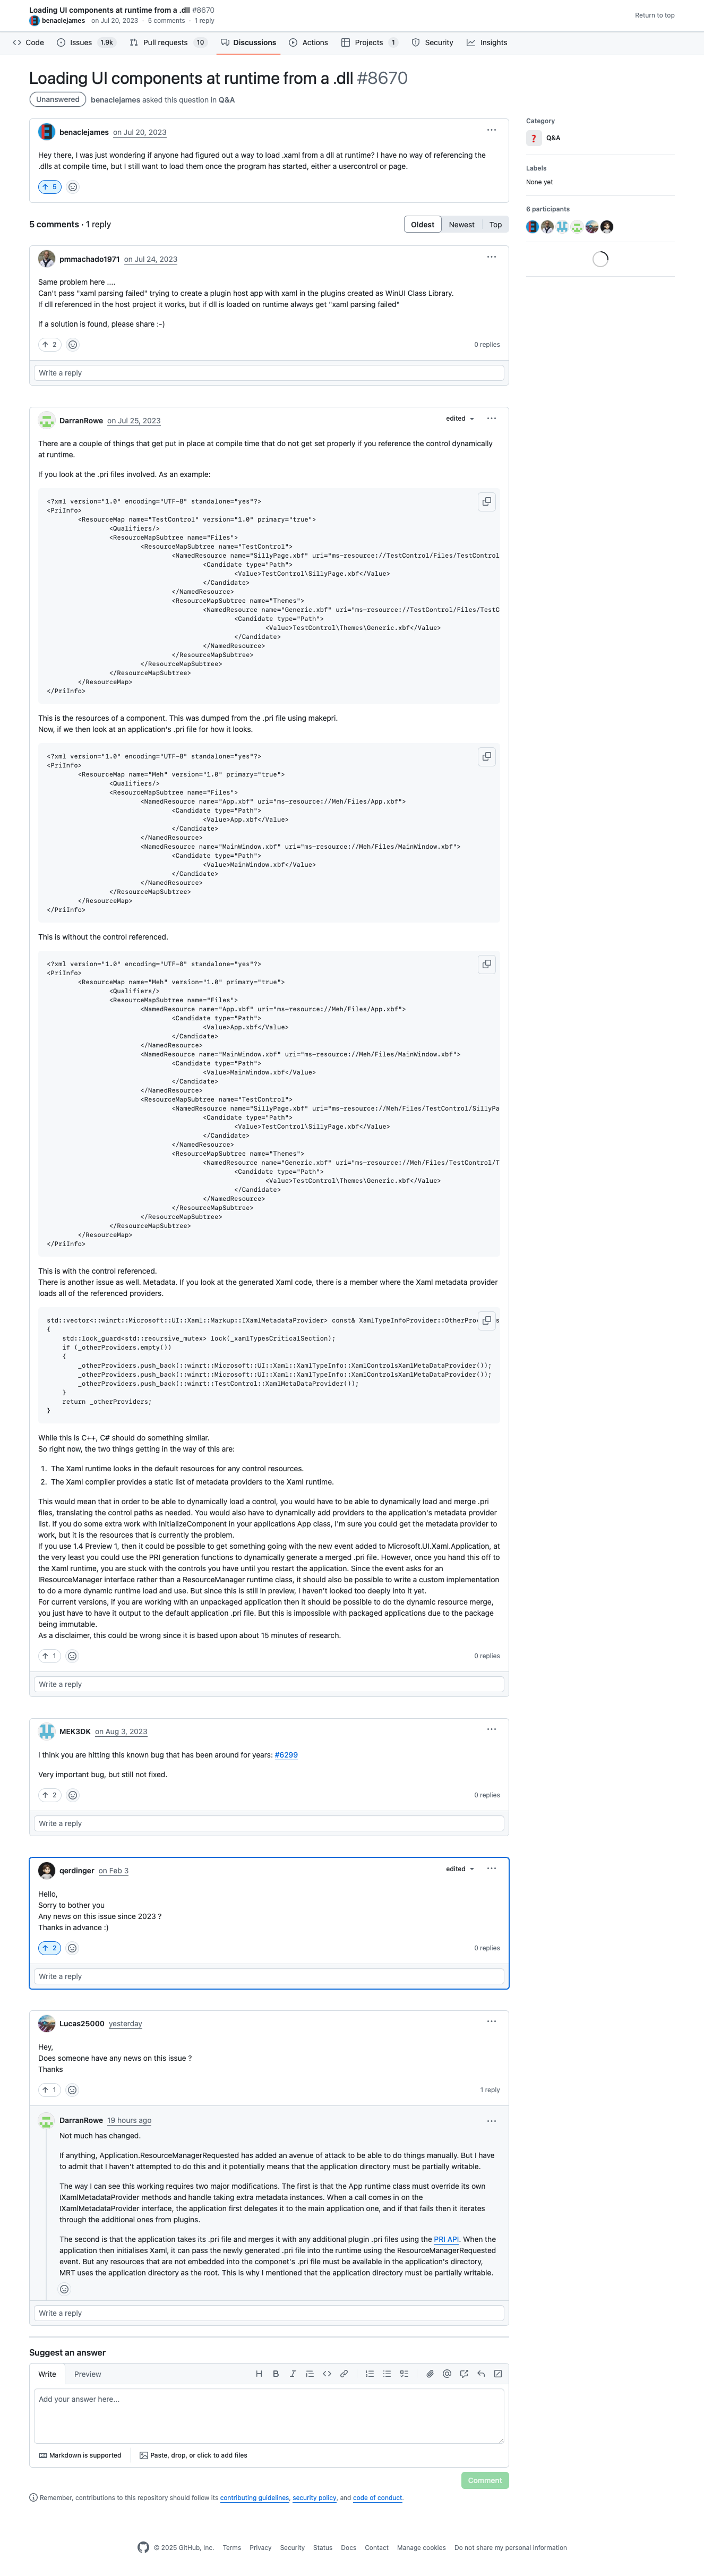 Loading UI components at runtime from a .dll #8670
benaclejames on Jul 20, 2023 · 5 comments · 1 reply
Return to top
Code
Issues 1.9k
Pull requests 10
Discussions
Actions
Projects 1
Security
Insights
Loading UI components at runtime from a .dll #8670
Unanswered benaclejames asked this question in Q&A
benaclejames on Jul 20, 2023
Hey there, I was just wondering if anyone had figured out a way to load .xaml from a dll at runtime? I have no way of referencing the
.dlls at compile time, but I still want to load them once the program has started, either a usercontrol or page.
5
Category
Q&A
Labels
None yet
6 participants
5 comments · 1 reply
Oldest Newest Top
pmmachado1971 on Jul 24, 2023
Same problem here ....
Can't pass "xaml parsing failed" trying to create a plugin host app with xaml in the plugins created as WinUI Class Library.
If dll referenced in the host project it works, but if dll is loaded on runtime always get "xaml parsing failed"
If a solution is found, please share :-)
2
0 replies
Write a reply
DarranRowe on Jul 25, 2023
edited
There are a couple of things that get put in place at compile time that do not get set properly if you reference the control dynamically
at runtime.
If you look at the .pri files involved. As an example:
<?xml version="1.0" encoding="UTF-8" standalone="yes"?>
<PriInfo>
<ResourceMap name="TestControl" version="1.0" primary="true">
<Qualifiers/>
<ResourceMapSubtree name="Files">
<ResourceMapSubtree name="TestControl">
<NamedResource name="SillyPage.xbf" uri="ms-resource://TestControl/Files/TestControl
<Candidate type="Path">
<Value>TestControl\SillyPage.xbf</Value>
</Candidate>
</NamedResource>
<ResourceMapSubtree name="Themes">
<NamedResource name="Generic.xbf" uri="ms-resource://TestControl/Files/TestC
<Candidate type="Path">
<Value>TestControl\Themes\Generic.xbf</Value>
</Candidate>
</NamedResource>
</ResourceMapSubtree>
</ResourceMapSubtree>
</ResourceMapSubtree>
</ResourceMap>
</PriInfo>
This is the resources of a component. This was dumped from the .pri file using makepri.
Now, if we then look at an application's .pri file for how it looks.
<?xml version="1.0" encoding="UTF-8" standalone="yes"?>
<PriInfo>
<ResourceMap name="Meh" version="1.0" primary="true">
<Qualifiers/>
<ResourceMapSubtree name="Files">
<NamedResource name="App.xbf" uri="ms-resource://Meh/Files/App.xbf">
<Candidate type="Path">
<Value>App.xbf</Value>
</Candidate>
</NamedResource>
<NamedResource name="MainWindow.xbf" uri="ms-resource://Meh/Files/MainWindow.xbf">
<Candidate type="Path">
<Value>MainWindow.xbf</Value>
</Candidate>
</NamedResource>
</ResourceMapSubtree>
</ResourceMap>
</PriInfo>
This is without the control referenced.
<?xml version="1.0" encoding="UTF-8" standalone="yes"?>
<PriInfo>
<ResourceMap name="Meh" version="1.0" primary="true">
<Qualifiers/>
<ResourceMapSubtree name="Files">
<NamedResource name="App.xbf" uri="ms-resource://Meh/Files/App.xbf">
<Candidate type="Path">
<Value>App.xbf</Value>
</Candidate>
</NamedResource>
<NamedResource name="MainWindow.xbf" uri="ms-resource://Meh/Files/MainWindow.xbf">
<Candidate type="Path">
<Value>MainWindow.xbf</Value>
</Candidate>
</NamedResource>
<ResourceMapSubtree name="TestControl">
<NamedResource name="SillyPage.xbf" uri="ms-resource://Meh/Files/TestControl/SillyPa
<Candidate type="Path">
<Value>TestControl\SillyPage.xbf</Value>
</Candidate>
</NamedResource>
<ResourceMapSubtree name="Themes">
<NamedResource name="Generic.xbf" uri="ms-resource://Meh/Files/TestControl/T
<Candidate type="Path">
<Value>TestControl\Themes\Generic.xbf</Value>
</Candidate>
</NamedResource>
</ResourceMapSubtree>
</ResourceMapSubtree>
</ResourceMapSubtree>
</ResourceMap>
</PriInfo>
This is with the control referenced.
There is another issue as well. Metadata. If you look at the generated Xaml code, there is a member where the Xaml metadata provider
loads all of the referenced providers.
std::vector<::winrt::Microsoft::UI::Xaml::Markup::IXamlMetadataProvider> const& XamlTypeInfoProvider::OtherProv s
{
std::lock_guard<std::recursive_mutex> lock(_xamlTypesCriticalSection);
if (_otherProviders.empty())
{
_otherProviders.push_back(::winrt::Microsoft::UI::Xaml::XamlTypeInfo::XamlControlsXamlMetaDataProvider());
_otherProviders.push_back(::winrt::Microsoft::UI::Xaml::XamlTypeInfo::XamlControlsXamlMetaDataProvider());
_otherProviders.push_back(::winrt::TestControl::XamlMetaDataProvider());
}
return _otherProviders;
}
While this is C++, C# should do something similar.
So right now, the two things getting in the way of this are:
1. The Xaml runtime looks in the default resources for any control resources.
2. The Xaml compiler provides a static list of metadata providers to the Xaml runtime.
This would mean that in order to be able to dynamically load a control, you would have to be able to dynamically load and merge .pri
files, translating the control paths as needed. You would also have to dynamically add providers to the application's metadata provider
list. If you do some extra work with InitializeComponent in your applications App class, I'm sure you could get the metadata provider to
work, but it is the resources that is currently the problem.
If you use 1.4 Preview 1, then it could be possible to get something going with the new event added to Microsoft.UI.Xaml.Application, at
the very least you could use the PRI generation functions to dynamically generate a merged .pri file. However, once you hand this off to
the Xaml runtime, you are stuck with the controls you have until you restart the application. Since the event asks for an
IResourceManager interface rather than a ResourceManager runtime class, it should also be possible to write a custom implementation
to do a more dynamic runtime load and use. But since this is still in preview, I haven't looked too deeply into it yet.
For current versions, if you are working with an unpackaged application then it should be possible to do the dynamic resource merge,
you just have to have it output to the default application .pri file. But this is impossible with packaged applications due to the package
being immutable.
As a disclaimer, this could be wrong since it is based upon about 15 minutes of research.
1
0 replies
Write a reply
MEK3DK on Aug 3, 2023
I think you are hitting this known bug that has been around for years: #6299
Very important bug, but still not fixed.
2
0 replies
Write a reply
qerdinger on Feb 3
edited
Hello,
Sorry to bother you
Any news on this issue since 2023 ?
Thanks in advance :)
2
0 replies
Write a reply
Lucas25000 yesterday
Hey,
Does someone have any news on this issue ?
Thanks
1
1 reply
DarranRowe 19 hours ago
Not much has changed.
If anything, Application.ResourceManagerRequested has added an avenue of attack to be able to do things manually. But I have
to admit that I haven't attempted to do this and it potentially means that the application directory must be partially writable.
The way I can see this working requires two major modifications. The first is that the App runtime class must override its own
IXamlMetadataProvider methods and handle taking extra metadata instances. When a call comes in on the
IXamlMetadataProvider interface, the application first delegates it to the main application one, and if that fails then it iterates
through the additional ones from plugins.
The second is that the application takes its .pri file and merges it with any additional plugin .pri files using the PRI API. When the
application then initialises Xaml, it can pass the newly generated .pri file into the runtime using the ResourceManagerRequested
event. But any resources that are not embedded into the componet's .pri file must be available in the application's directory,
MRT uses the application directory as the root. This is why I mentioned that the application directory must be partially writable.
Write a reply
Suggest an answer
Write Preview
Add your answer here...
Markdown is supported
Paste, drop, or click to add files
Comment
Remember, contributions to this repository should follow its contributing guidelines, security policy, and code of conduct.
© 2025 GitHub, Inc. Terms Privacy Security Status Docs Contact Manage cookies Do not share my personal information